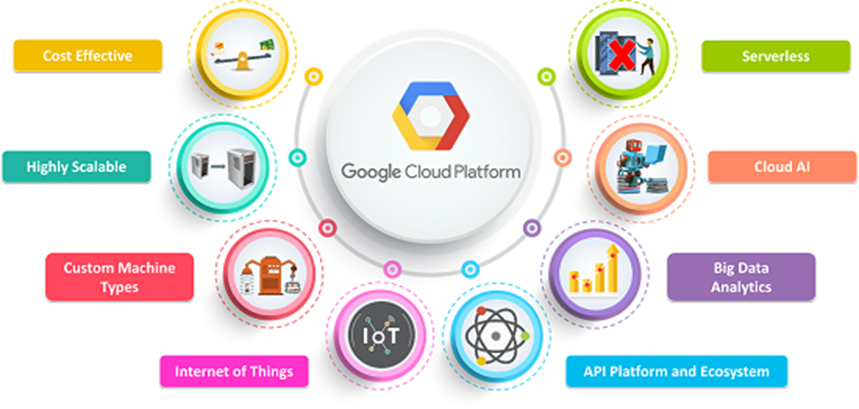 Cost Effective
Serverless
Highly Scalable
Google Cloud Platform
Cloud AI
Custom Machine
Types
Big Data
Analytics
IoT
Internet of Things
API Platform and Ecosystem